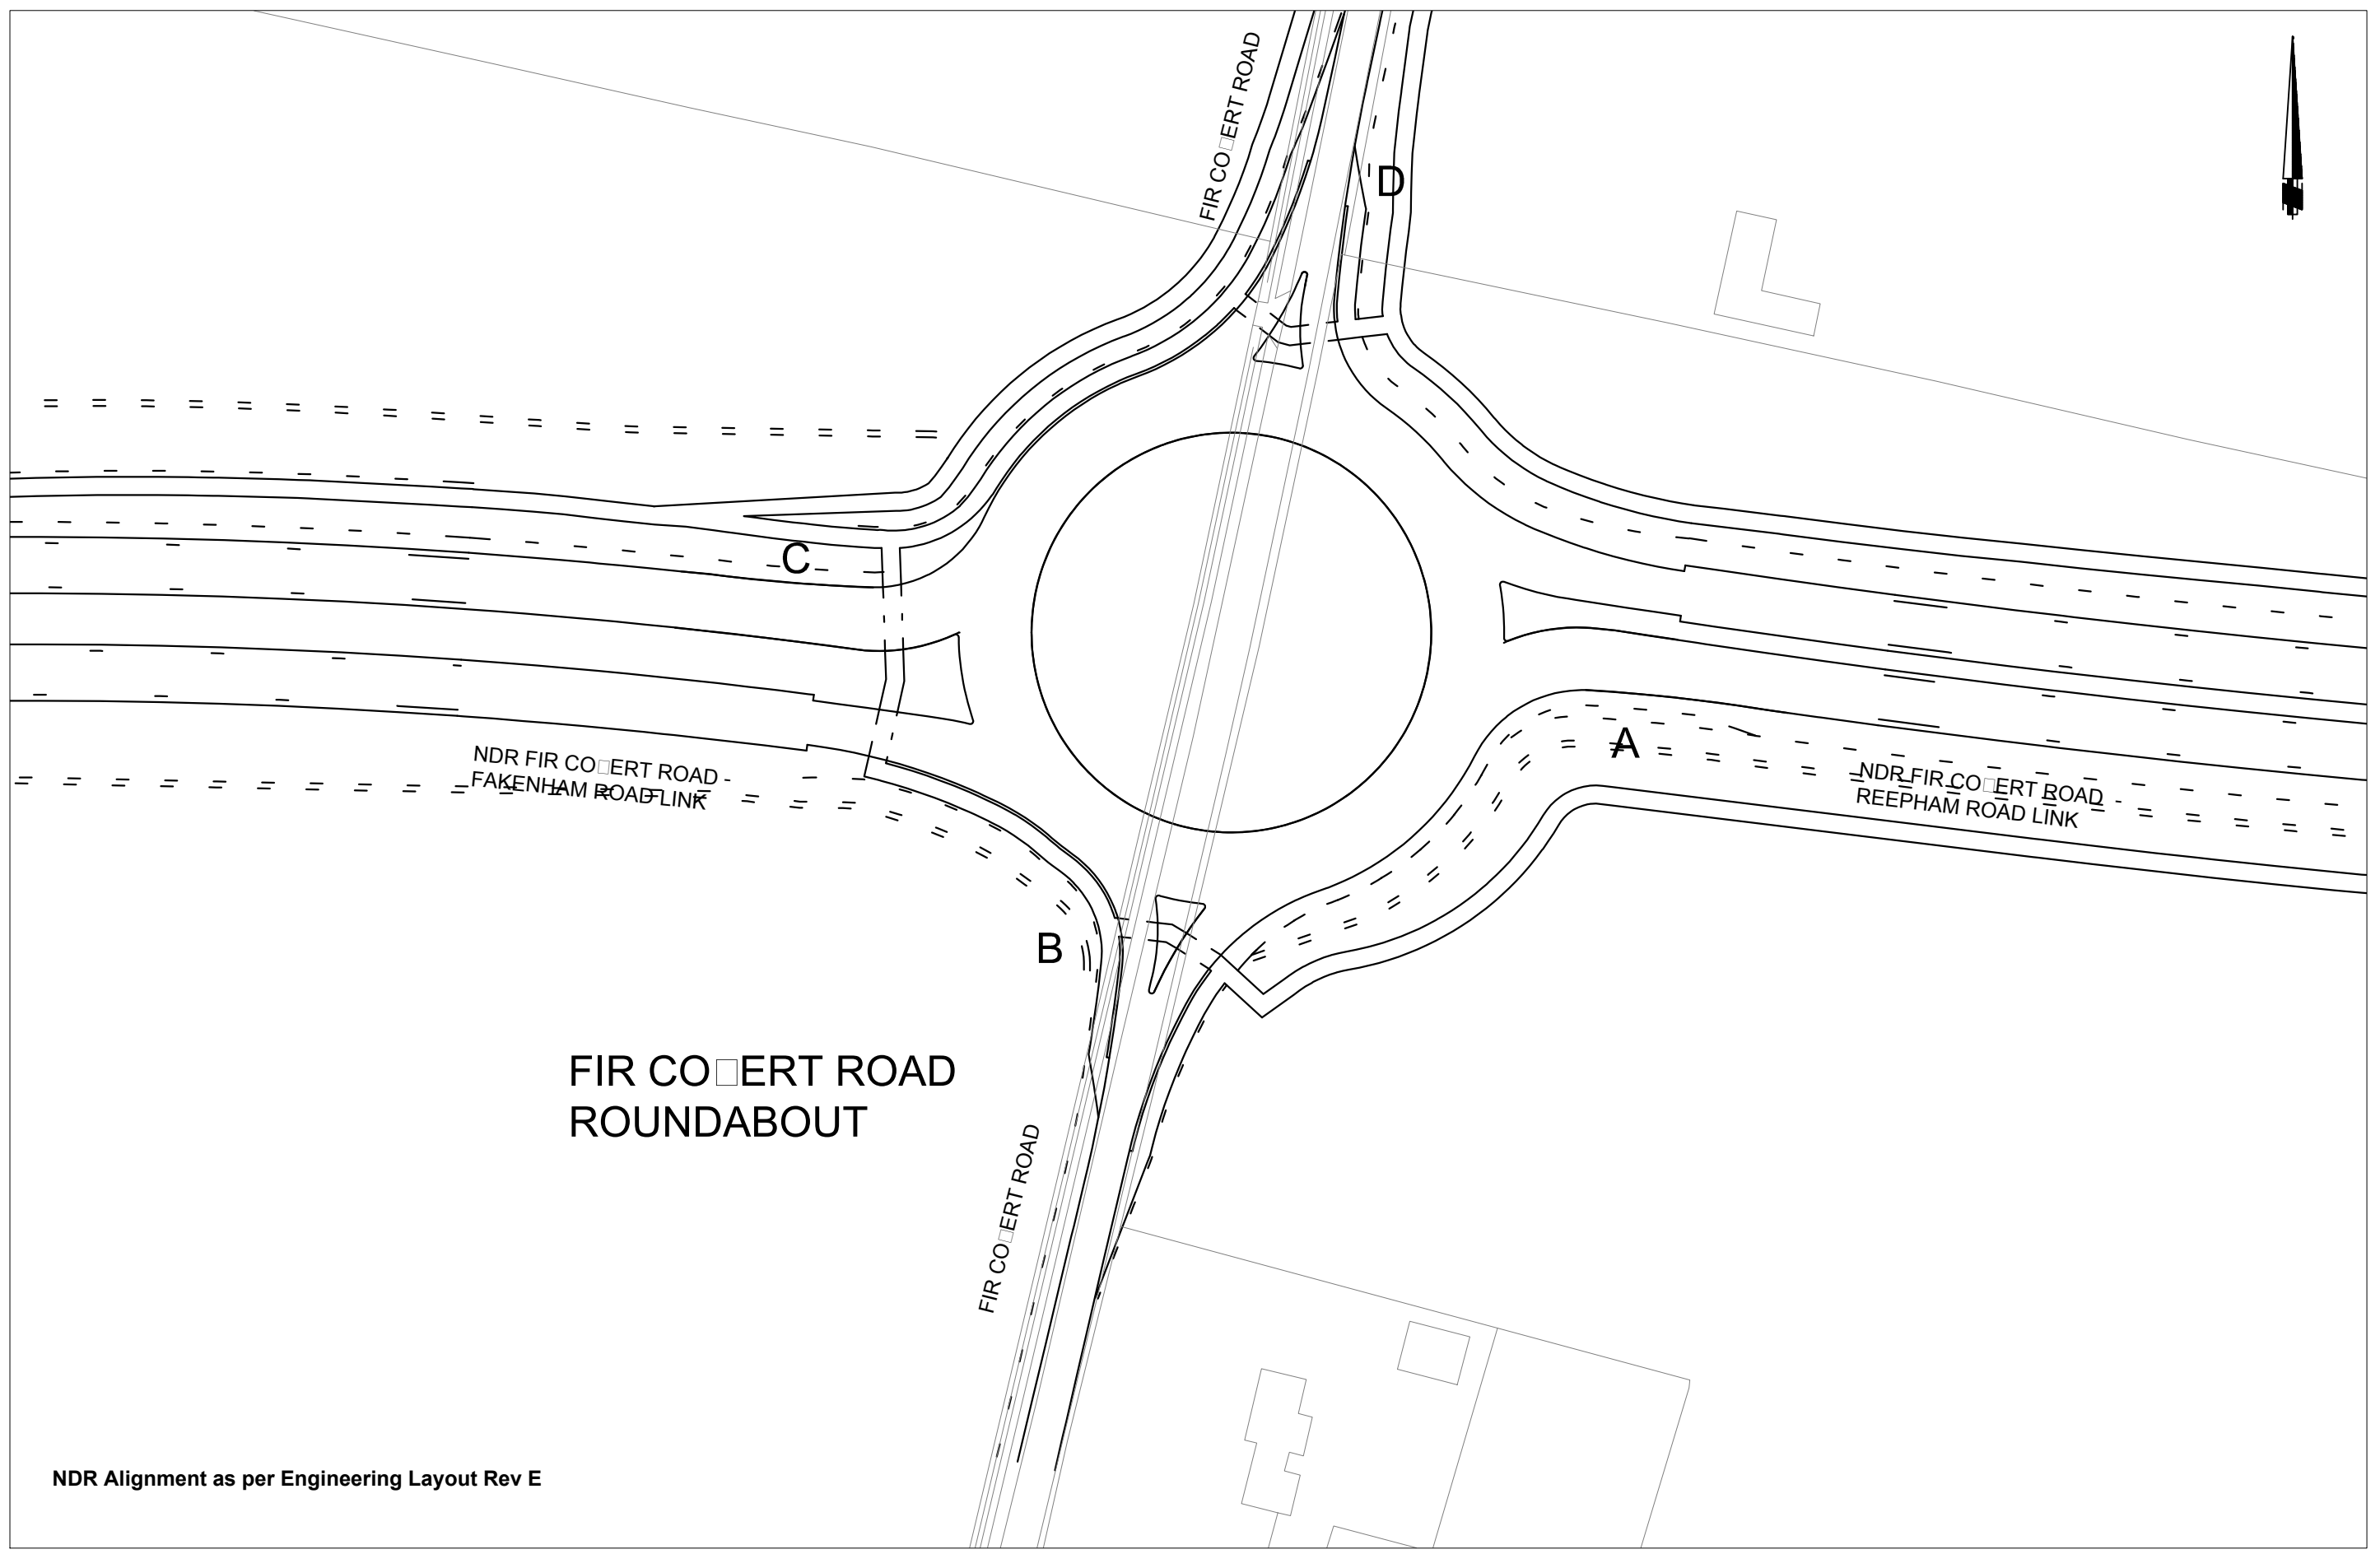 FIR CO□ERT ROAD
D
C
NDR FIR CO□ERT ROAD -
FAKENHAM ROAD LINK
A
NDR FIR CO□ERT ROAD -
REEPHAM ROAD LINK
B
FIR CO□ERT ROAD
ROUNDABOUT
FIR CO□ERT ROAD
NDR Alignment as per Engineering Layout Rev E